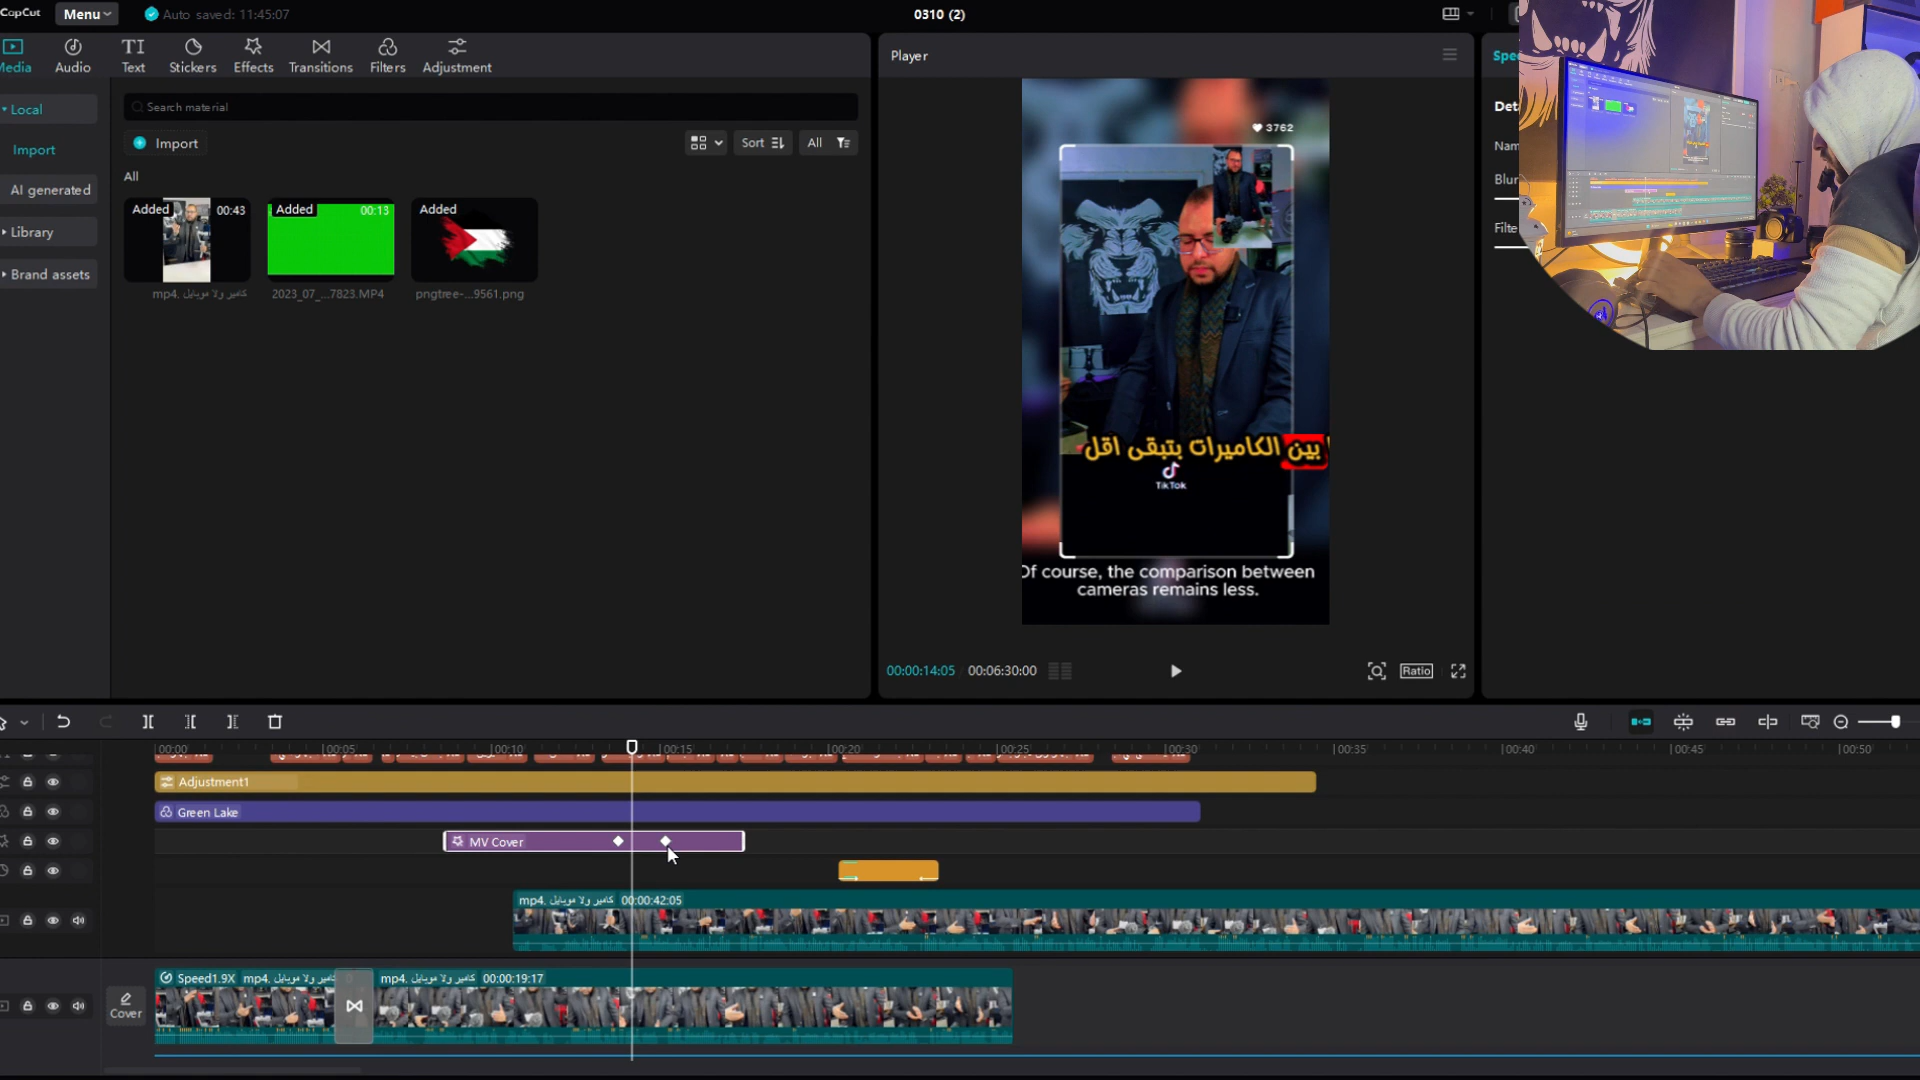 CapCut
Menu
Auto saved: 11:45:07
0310 (2)
Media
Audio
Text
Stickers
Effects
Transitions
Filters
Adjustment
Player
Local
Import
AI generated
Library
Brand assets
Search material
Import
Sort
All
All
Added
00:43
Added
00:13
Added
كامير ولا موبايل .mp4
2023_07_...7823.MP4
pngtree-...9561.png
3762
بين الكاميرات بتبقى اقل
TikTok
Of course, the comparison between
cameras remains less.
00:00:14:05
00:06:30:00
Ratio
00:00
00:05
00:10
00:15
00:20
00:25
00:30
00:35
00:40
00:45
00:50
Adjustment1
Green Lake
MV Cover
كامير ولا موبايل .mp4 00:00:42:05
Speed1.9X
كامير ولا موبايل .mp4
كامير ولا موبايل .mp4 00:00:19:17
Cover